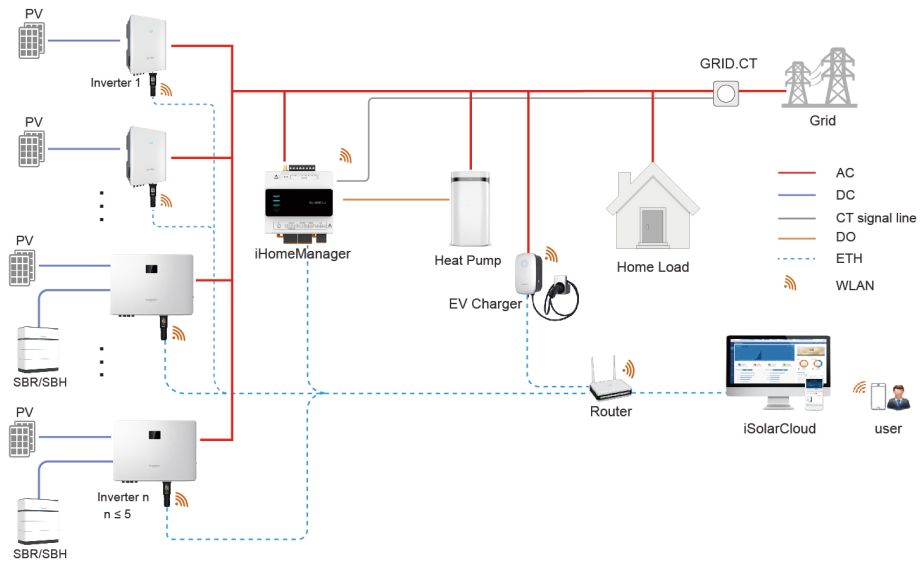 PV
Inverter 1
GRID.CT
Grid
PV
iHomeManager
Heat Pump
EV Charger
Home Load
AC
DC
CT signal line
DO
ETH
WLAN
PV
SBR/SBH
Router
iSolarCloud
user
PV
Inverter n
n ≤ 5
SBR/SBH